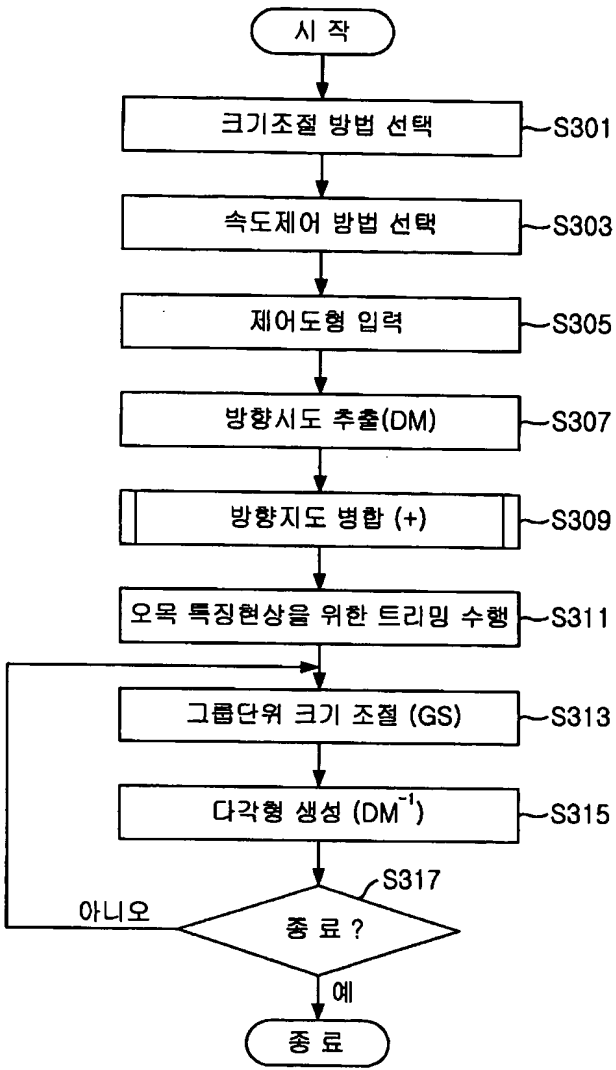 시 작
크기조절 방법 선택
S301
속도제어 방법 선택
S303
제어도형 입력
S305
방향시도 추출(DM)
S307
방향지도 병합 (+)
S309
오목 특징현상을 위한 트리밍 수행
S311
그룹단위 크기 조절 (GS)
S313
다각형 생성 (DM⁻¹)
S315
S317
아니오
종 료 ?
예
종 료